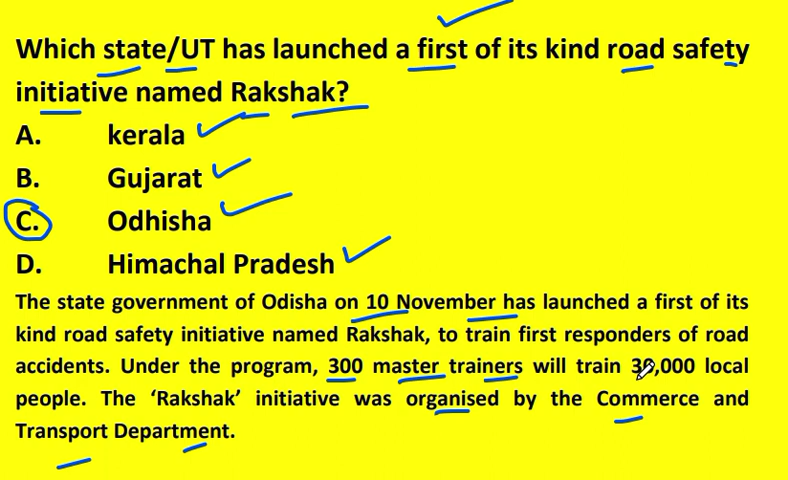 Which state/UT has launched a first of its kind road safety
initiative named Rakshak?
A. kerala
B. Gujarat
C. Odhisha
D. Himachal Pradesh
The state government of Odisha on 10 November has launched a first of its
kind road safety initiative named Rakshak, to train first responders of road
accidents. Under the program, 300 master trainers will train 30,000 local
people. The ‘Rakshak’ initiative was organised by the Commerce and
Transport Department.